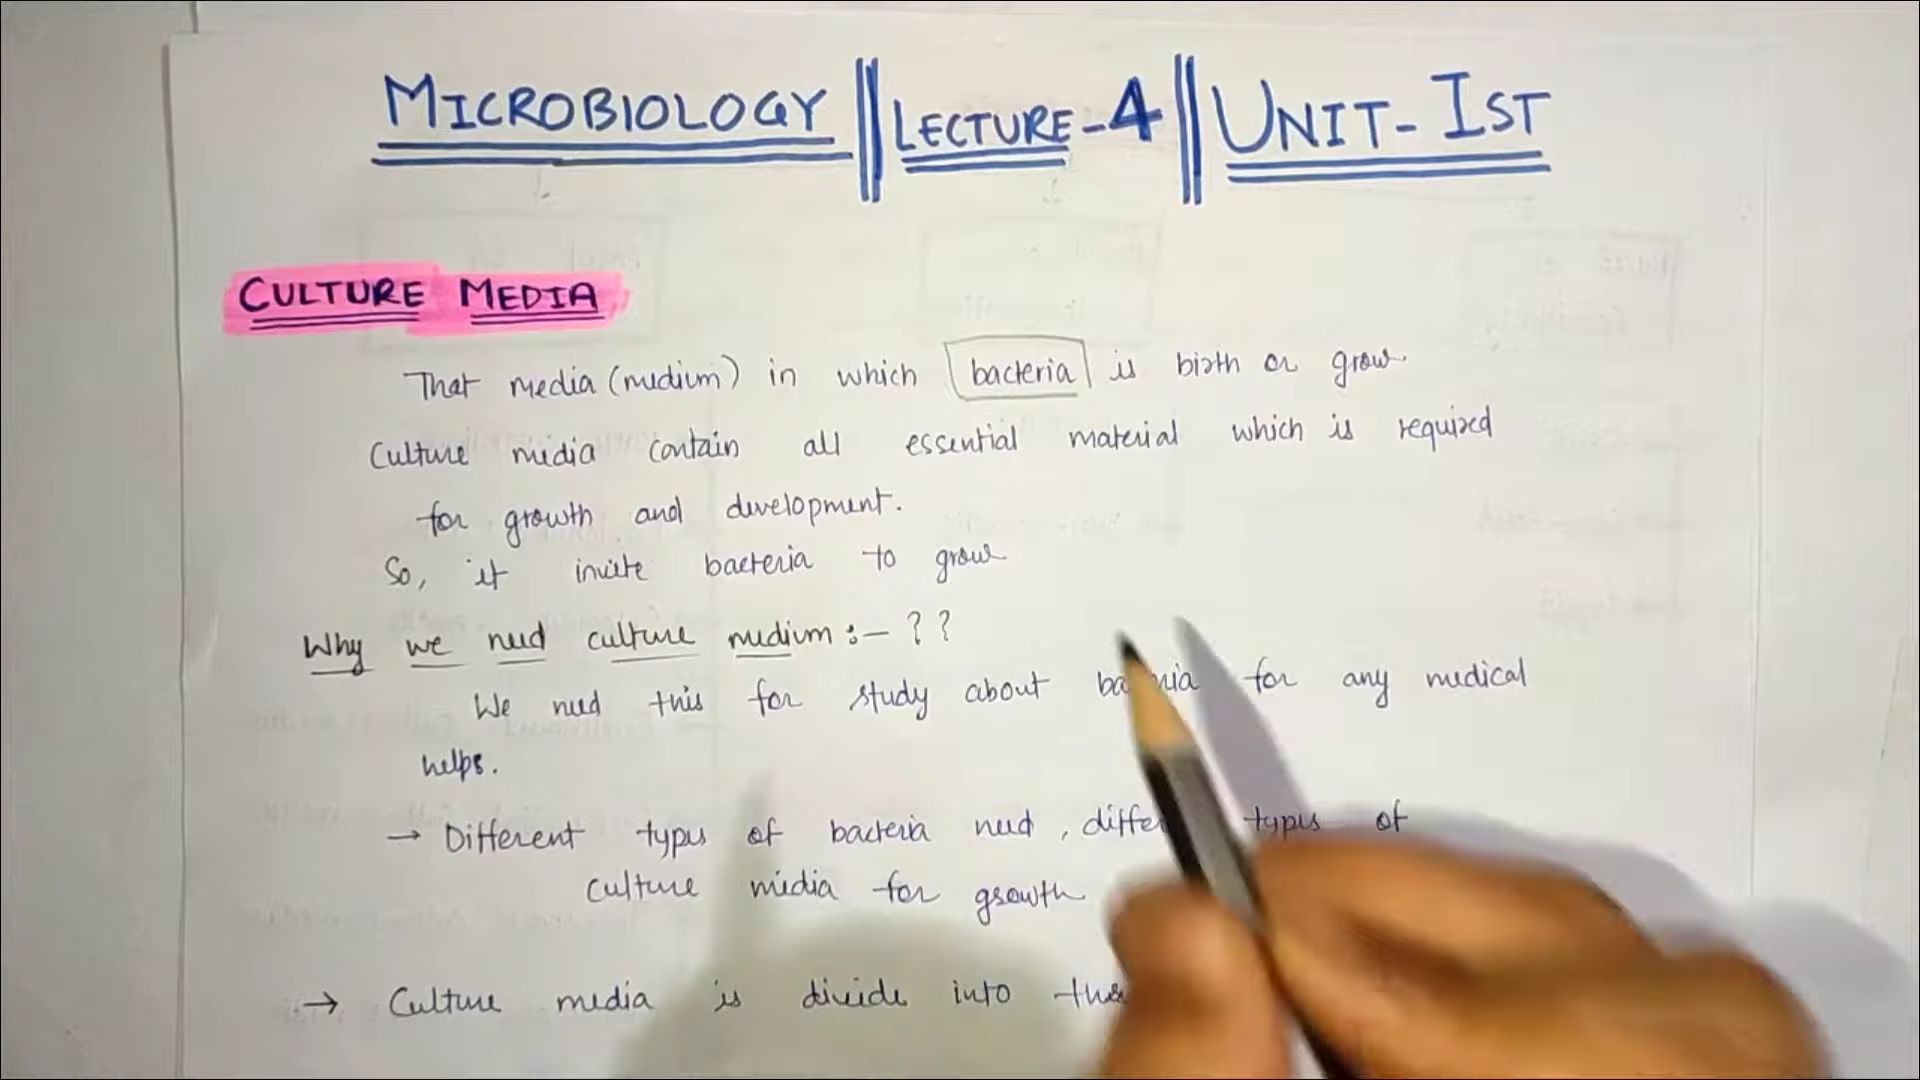 MICROBIOLOGY || LECTURE-4 || UNIT-IST
CULTURE MEDIA
That media (medium) in which bacteria is birth or grow
Culture media contain all essential material which is required
for growth and development.
So, it invite bacteria to grow
Why we need culture medium :- ??
We need this for study about bacteria for any medical
helps.
→ Different types of bacteria need, types of
culture media for growth
→ Culture media is divide into